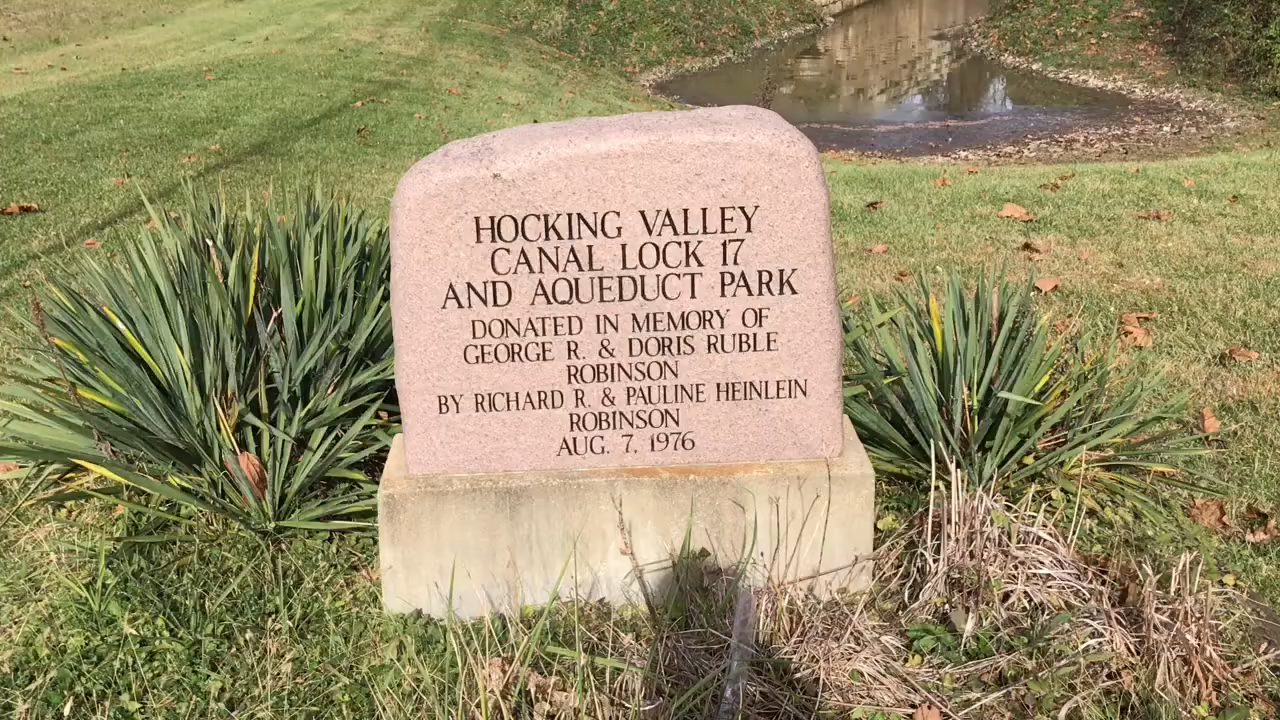 HOCKING VALLEY
CANAL LOCK 17
AND AQUEDUCT PARK
DONATED IN MEMORY OF
GEORGE R. & DORIS RUBLE
ROBINSON
BY RICHARD R. & PAULINE HEINLEIN
ROBINSON
AUG. 7, 1976